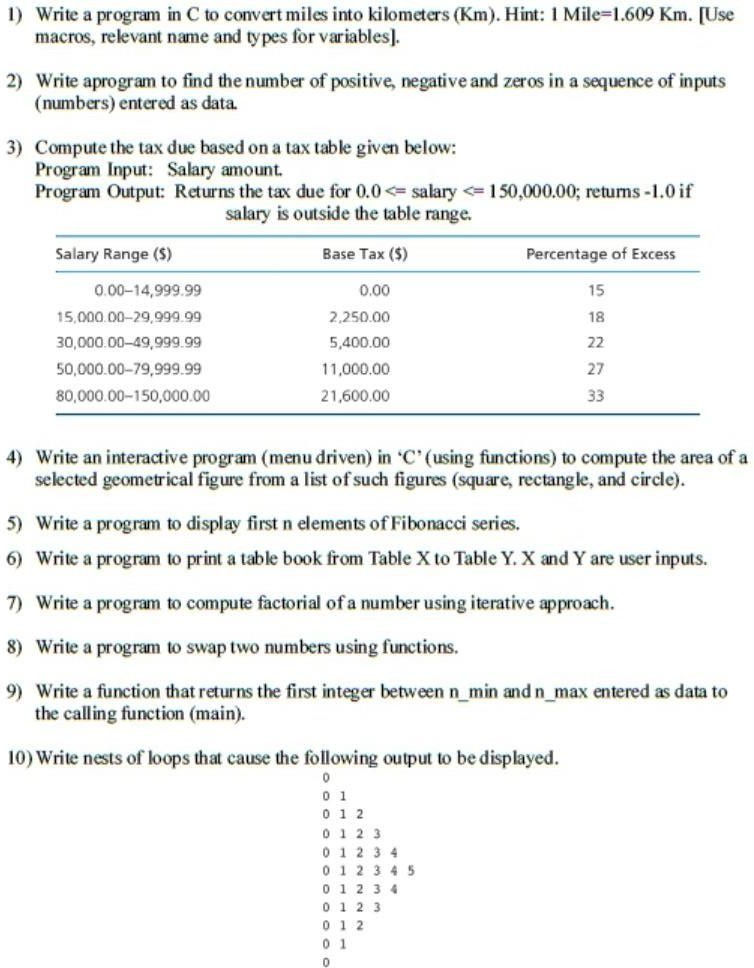 1) Write a program in C to convert miles into kilometers (Km). Hint: 1 Mile=1.609 Km. [Use
macros, relevant name and types for variables].
2) Write aprogram to find the number of positive, negative and zeros in a sequence of inputs
(numbers) entered as data.
3) Compute the tax due based on a tax table given below:
Program Input: Salary amount.
Program Output: Returns the tax due for 0.0 <= salary <= 150,000.00; returns -1.0 if
salary is outside the table range.
Salary Range ($) Base Tax ($) Percentage of Excess
0.00–14,999.99 0.00 15
15,000.00–29,999.99 2,250.00 18
30,000.00–49,999.99 5,400.00 22
50,000.00–79,999.99 11,000.00 27
80,000.00–150,000.00 21,600.00 33
4) Write an interactive program (menu driven) in ‘C’ (using functions) to compute the area of a
selected geometrical figure from a list of such figures (square, rectangle, and circle).
5) Write a program to display first n elements of Fibonacci series.
6) Write a program to print a table book from Table X to Table Y. X and Y are user inputs.
7) Write a program to compute factorial of a number using iterative approach.
8) Write a program to swap two numbers using functions.
9) Write a function that returns the first integer between n_min and n_max entered as data to
the calling function (main).
10) Write nests of loops that cause the following output to be displayed.
0
0 1
0 1 2
0 1 2 3
0 1 2 3 4
0 1 2 3 4 5
0 1 2 3 4
0 1 2 3
0 1 2
0 1
0